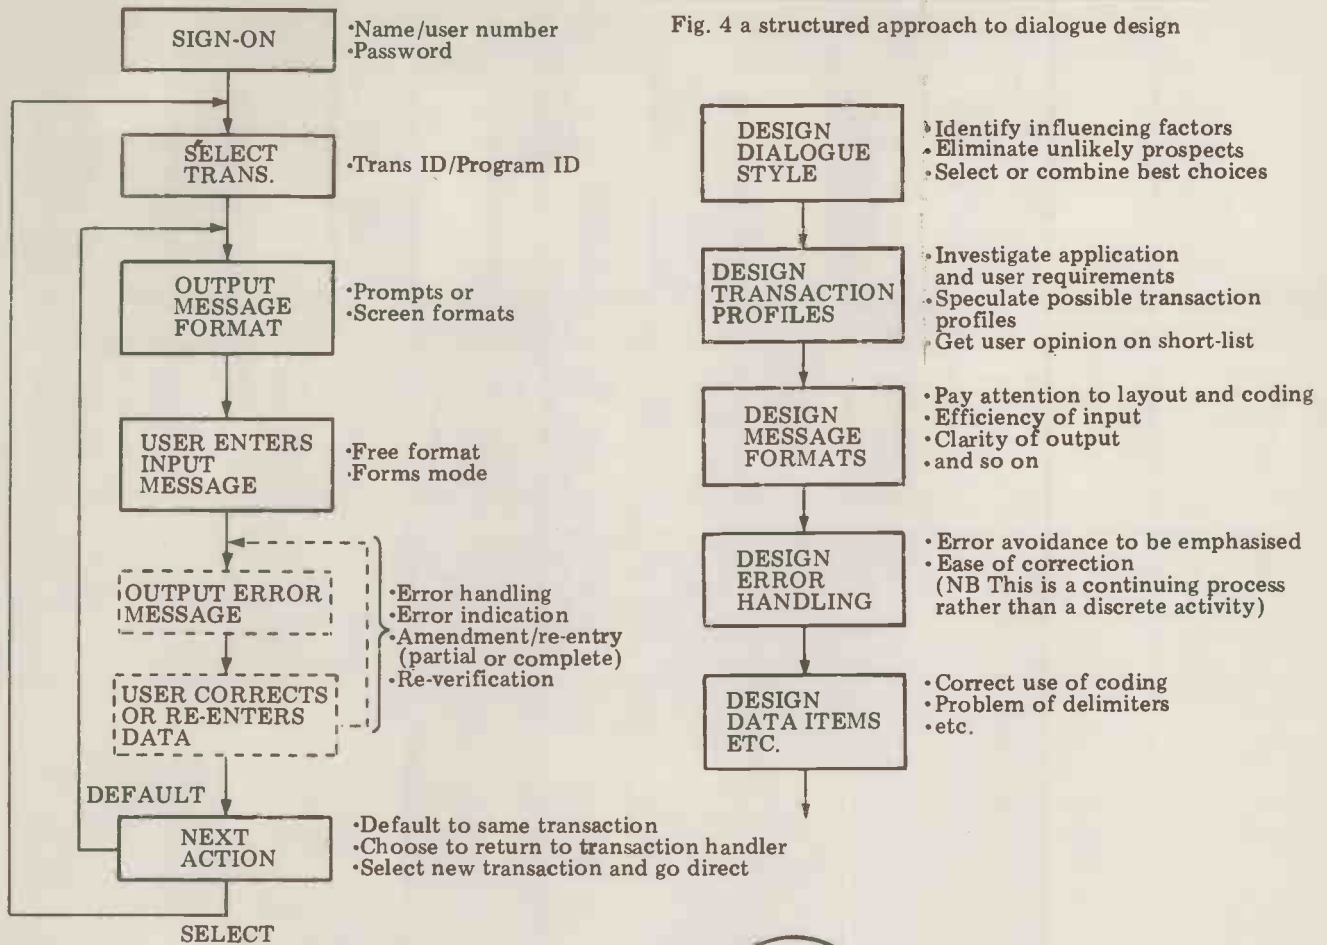 SIGN-ON
•Name/user number
•Password
SELECT
TRANS.
•Trans ID/Program ID
OUTPUT
MESSAGE
FORMAT
•Prompts or
•Screen formats
USER ENTERS
INPUT
MESSAGE
•Free format
•Forms mode
OUTPUT ERROR
MESSAGE
USER CORRECTS
OR RE-ENTERS
DATA
•Error handling
•Error indication
•Amendment/re-entry
(partial or complete)
•Re-verification
DEFAULT
NEXT
ACTION
•Default to same transaction
•Choose to return to transaction handler
•Select new transaction and go direct
SELECT
Fig. 4 a structured approach to dialogue design
DESIGN
DIALOGUE
STYLE
•Identify influencing factors
•Eliminate unlikely prospects
•Select or combine best choices
DESIGN
TRANSACTION
PROFILES
•Investigate application
and user requirements
•Speculate possible transaction
profiles
•Get user opinion on short-list
DESIGN
MESSAGE
FORMATS
•Pay attention to layout and coding
•Efficiency of input
•Clarity of output
•and so on
DESIGN
ERROR
HANDLING
•Error avoidance to be emphasised
•Ease of correction
(NB This is a continuing process
rather than a discrete activity)
DESIGN
DATA ITEMS
ETC.
•Correct use of coding
•Problem of delimiters
•etc.